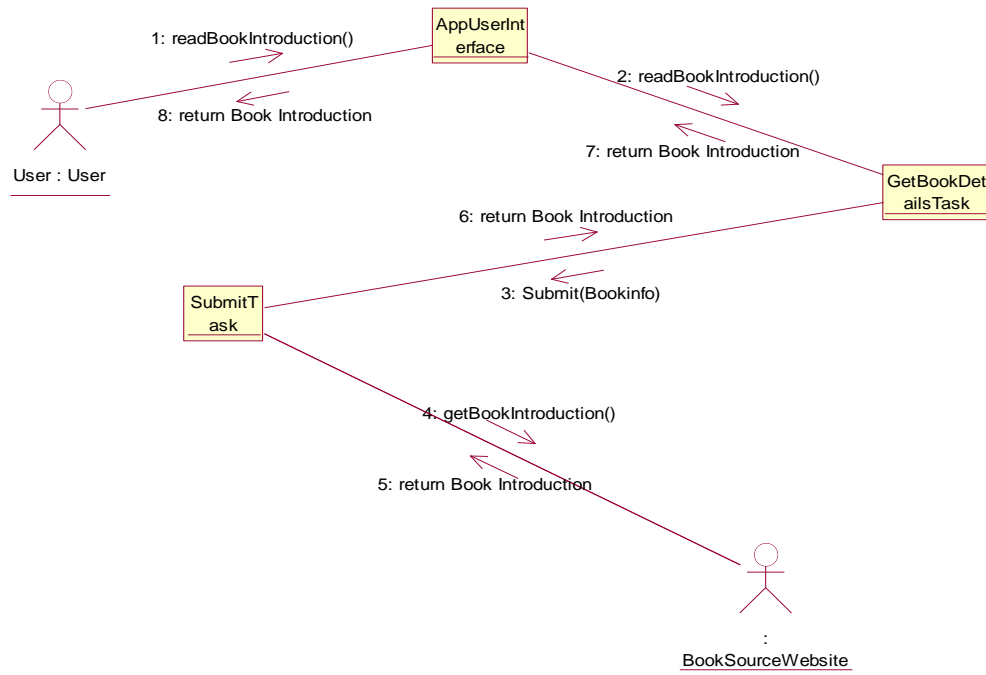 AppUserInt
erface
1: readBookIntroduction()
8: return Book Introduction
User : User
2: readBookIntroduction()
7: return Book Introduction
GetBookDet
ailsTask
6: return Book Introduction
3: Submit(Bookinfo)
SubmitT
ask
4: getBookIntroduction()
5: return Book Introduction
:
BookSourceWebsite